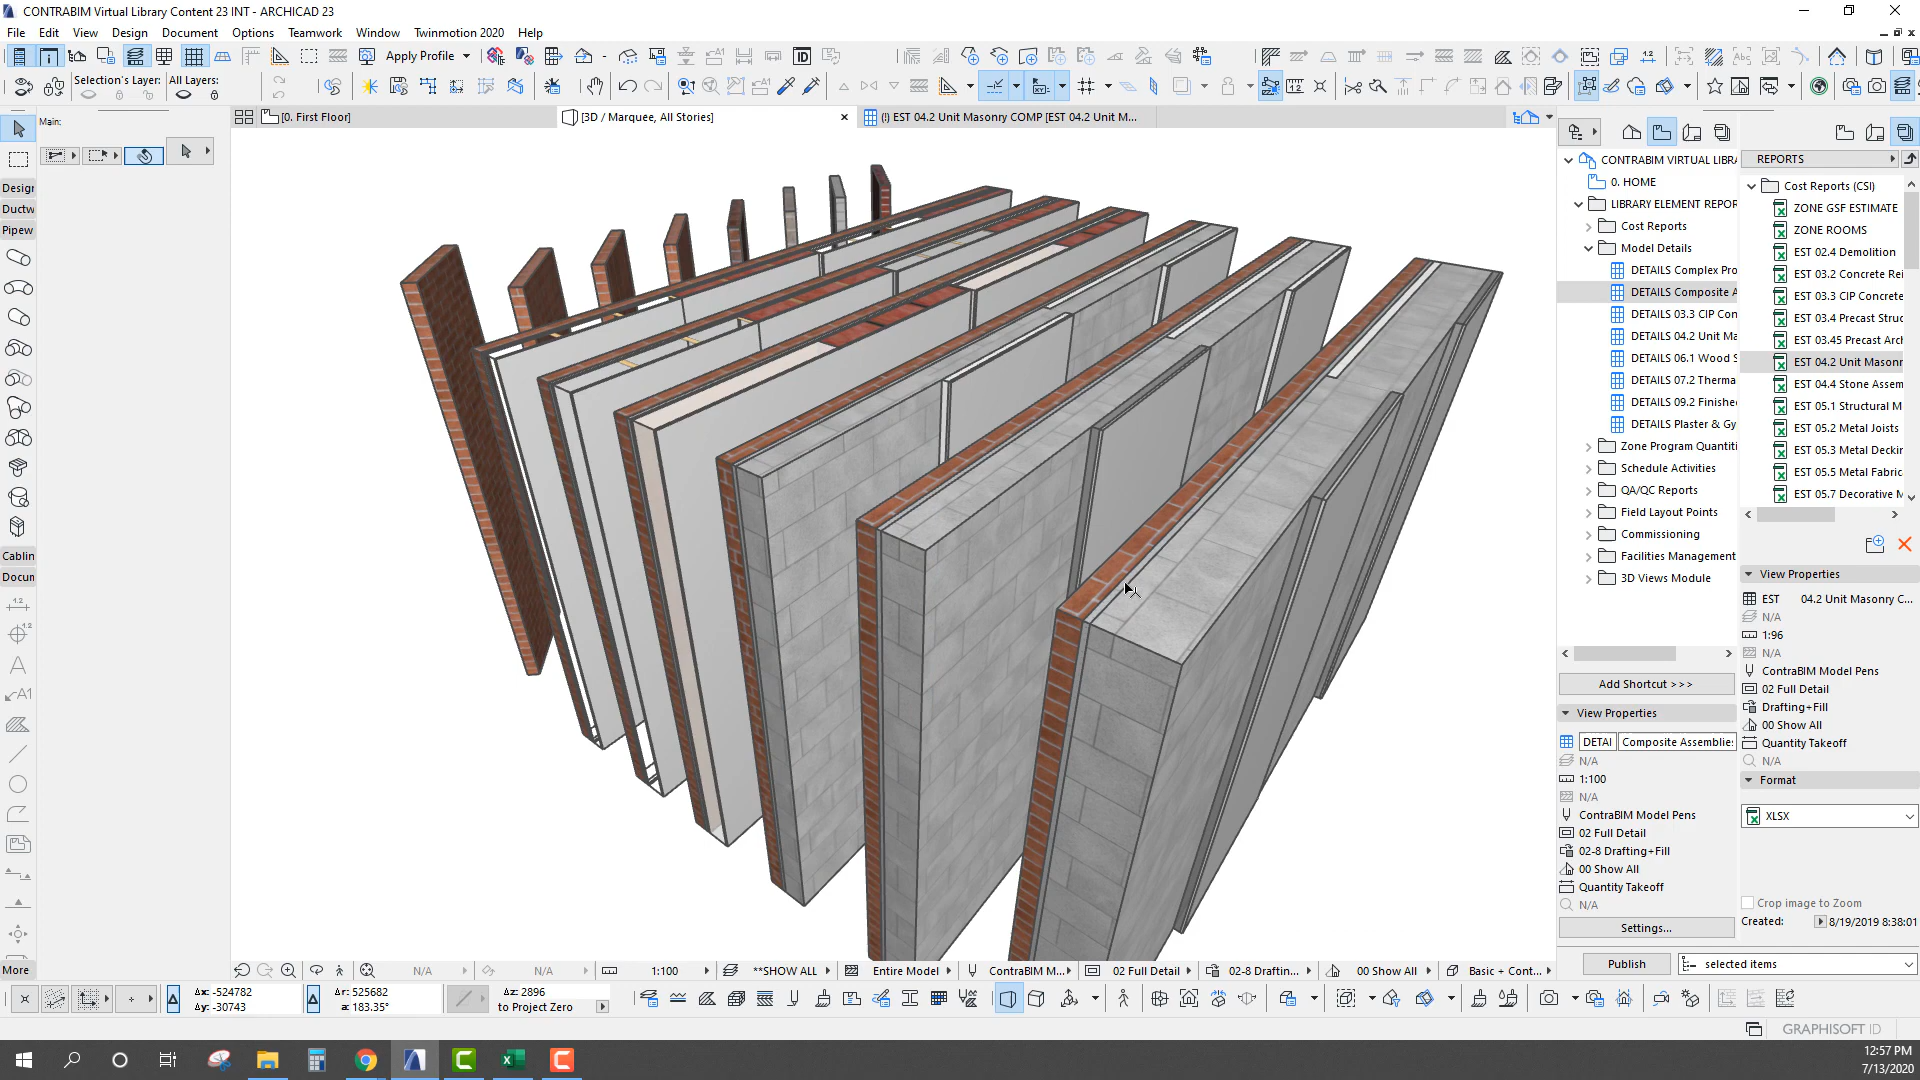 CONTRABIM Virtual Library Content 23 INT - ARCHICAD 23
File Edit View Design Document Options Teamwork Window Twinmotion 2020 Help
Apply Profile
Selection's Layer: All Layers:
[0. First Floor]
[3D / Marquee, All Stories]
(!) EST 04.2 Unit Masonry COMP [EST 04.2 Unit M...
Main:
Design
Ductw
Pipew
Cablin
Docun
More
CONTRABIM VIRTUAL LIBRA
0. HOME
LIBRARY ELEMENT REPOR
Cost Reports
Model Details
DETAILS Complex Pro
DETAILS Composite A
DETAILS 03.3 CIP Con
DETAILS 04.2 Unit Ma
DETAILS 06.1 Wood S
DETAILS 07.2 Therma
DETAILS 09.2 Finishe
DETAILS Plaster & Gy
Zone Program Quantiti
Schedule Activities
QA/QC Reports
Field Layout Points
Commissioning
Facilities Management
3D Views Module
Add Shortcut >>>
View Properties
DETAI Composite Assemblies
N/A
1:100
N/A
ContraBIM Model Pens
02 Full Detail
02-8 Drafting+Fill
00 Show All
Quantity Takeoff
N/A
Settings...
REPORTS
Cost Reports (CSI)
ZONE GSF ESTIMATE
ZONE ROOMS
EST 02.4 Demolition
EST 03.2 Concrete Rei
EST 03.3 CIP Concrete
EST 03.4 Precast Struc
EST 03.45 Precast Arch
EST 04.2 Unit Masonr
EST 04.4 Stone Assem
EST 05.1 Structural M
EST 05.2 Metal Joists
EST 05.3 Metal Deckin
EST 05.5 Metal Fabric
EST 05.7 Decorative M
View Properties
EST 04.2 Unit Masonry C...
N/A
1:96
N/A
ContraBIM Model Pens
02 Full Detail
Drafting+Fill
00 Show All
Quantity Takeoff
N/A
Format
XLSX
Crop image to Zoom
Created: 8/19/2019 8:38:01
Publish selected items
N/A N/A 1:100 **SHOW ALL Entire Model ContraBIM M... 02 Full Detail 02-8 Draftin... 00 Show All Basic + Cont...
Δx: -524782 Δr: 525682 Δz: 2896
Δy: -30743 a: 183.35° to Project Zero
GRAPHISOFT ID
12:57 PM
7/13/2020